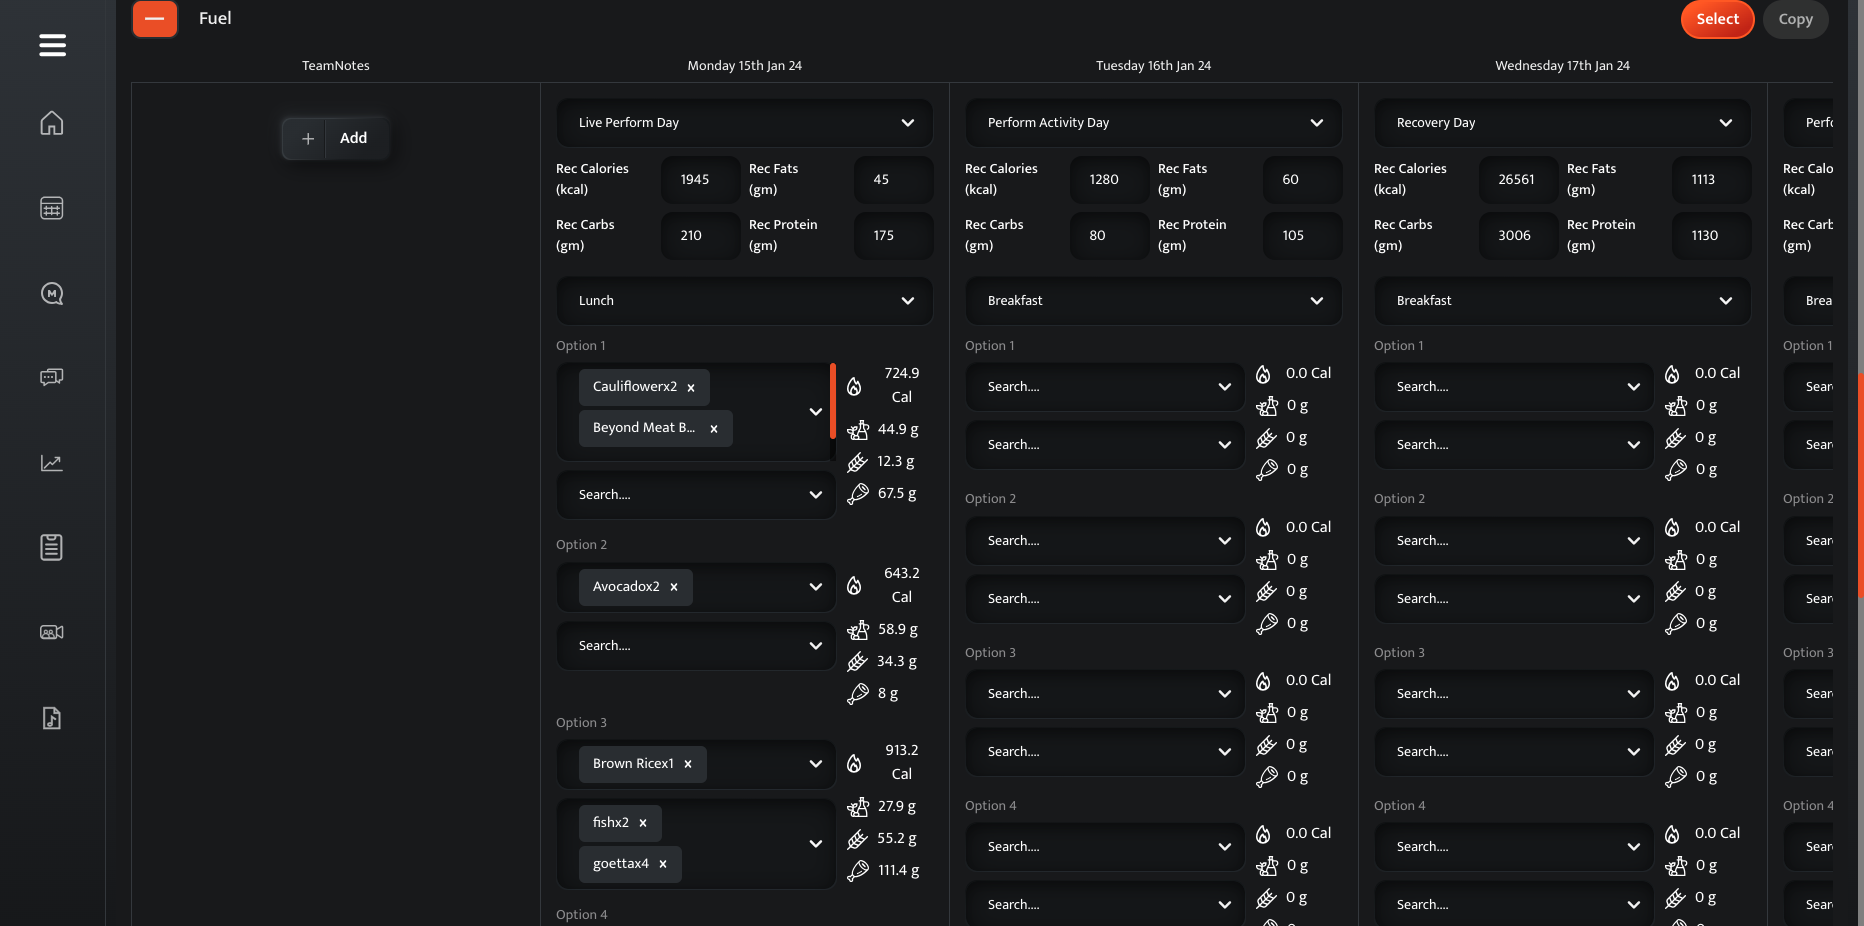 Fuel
Select
Copy
TeamNotes
Monday 15th Jan 24
Tuesday 16th Jan 24
Wednesday 17th Jan 24
+ Add
Live Perform Day
Rec Calories (kcal) 1945 Rec Fats (gm) 45
Rec Carbs (gm) 210 Rec Protein (gm) 175
Lunch
Option 1
Cauliflowerx2 x
Beyond Meat B... x
Search....
724.9 Cal
44.9 g
12.3 g
67.5 g
Option 2
Avocadox2 x
Search....
643.2 Cal
58.9 g
34.3 g
8 g
Option 3
Brown Ricex1 x
fishx2 x
goettax4 x
913.2 Cal
27.9 g
55.2 g
111.4 g
Option 4
Perform Activity Day
Rec Calories (kcal) 1280 Rec Fats (gm) 60
Rec Carbs (gm) 80 Rec Protein (gm) 105
Breakfast
Option 1
Search....
Search....
0.0 Cal
0 g
0 g
0 g
Option 2
Search....
Search....
0.0 Cal
0 g
0 g
0 g
Option 3
Search....
Search....
0.0 Cal
0 g
0 g
0 g
Option 4
Search....
Search....
0.0 Cal
0 g
0 g
Recovery Day
Rec Calories (kcal) 26561 Rec Fats (gm) 1113
Rec Carbs (gm) 3006 Rec Protein (gm) 1130
Breakfast
Option 1
Search....
Search....
0.0 Cal
0 g
0 g
0 g
Option 2
Search....
Search....
0.0 Cal
0 g
0 g
0 g
Option 3
Search....
Search....
0.0 Cal
0 g
0 g
0 g
Option 4
Search....
Search....
0.0 Cal
0 g
0 g
Perfo
Rec Calo
(kcal)
Rec Carb
(gm)
Brea
Option 1
Sear
Sear
Option 2
Sear
Sear
Option 3
Sear
Sear
Option 4
Sear
Sear